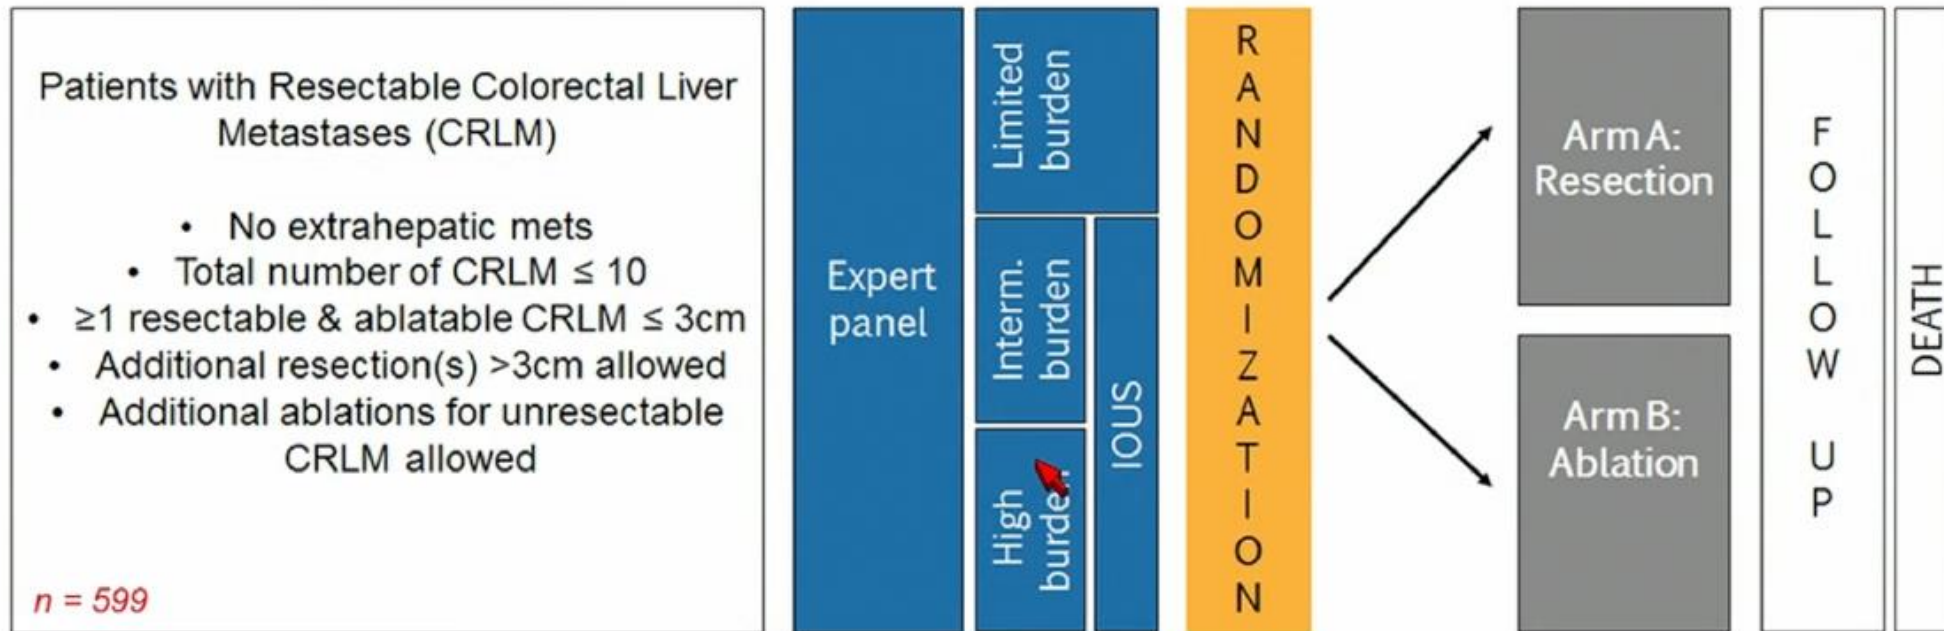 Patients with Resectable Colorectal Liver
Metastases (CRLM)
• No extrahepatic mets
• Total number of CRLM ≤ 10
• ≥1 resectable & ablatable CRLM ≤ 3cm
• Additional resection(s) >3cm allowed
• Additional ablations for unresectable
CRLM allowed
n = 599
Expert
panel
Limited
burden
Interm.
burden
High
burden
IOUS
RANDOMIZATION
Arm A:
Resection
Arm B:
Ablation
FOLLOW UP
DEATH